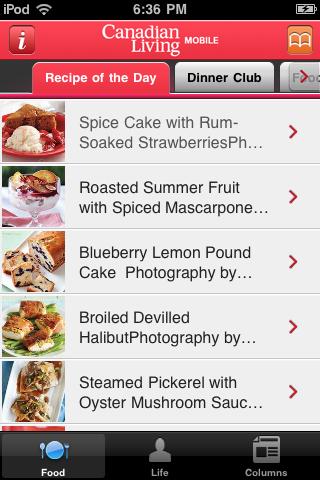 iPod 6:36 PM
i Canadian Living MOBILE
Recipe of the Day Dinner Club
Spice Cake with Rum-
Soaked StrawberriesPh...
Roasted Summer Fruit
with Spiced Mascarpone...
Blueberry Lemon Pound
Cake Photography by...
Broiled Devilled
HalibutPhotography by...
Steamed Pickerel with
Oyster Mushroom Sauc...
Food Life Columns